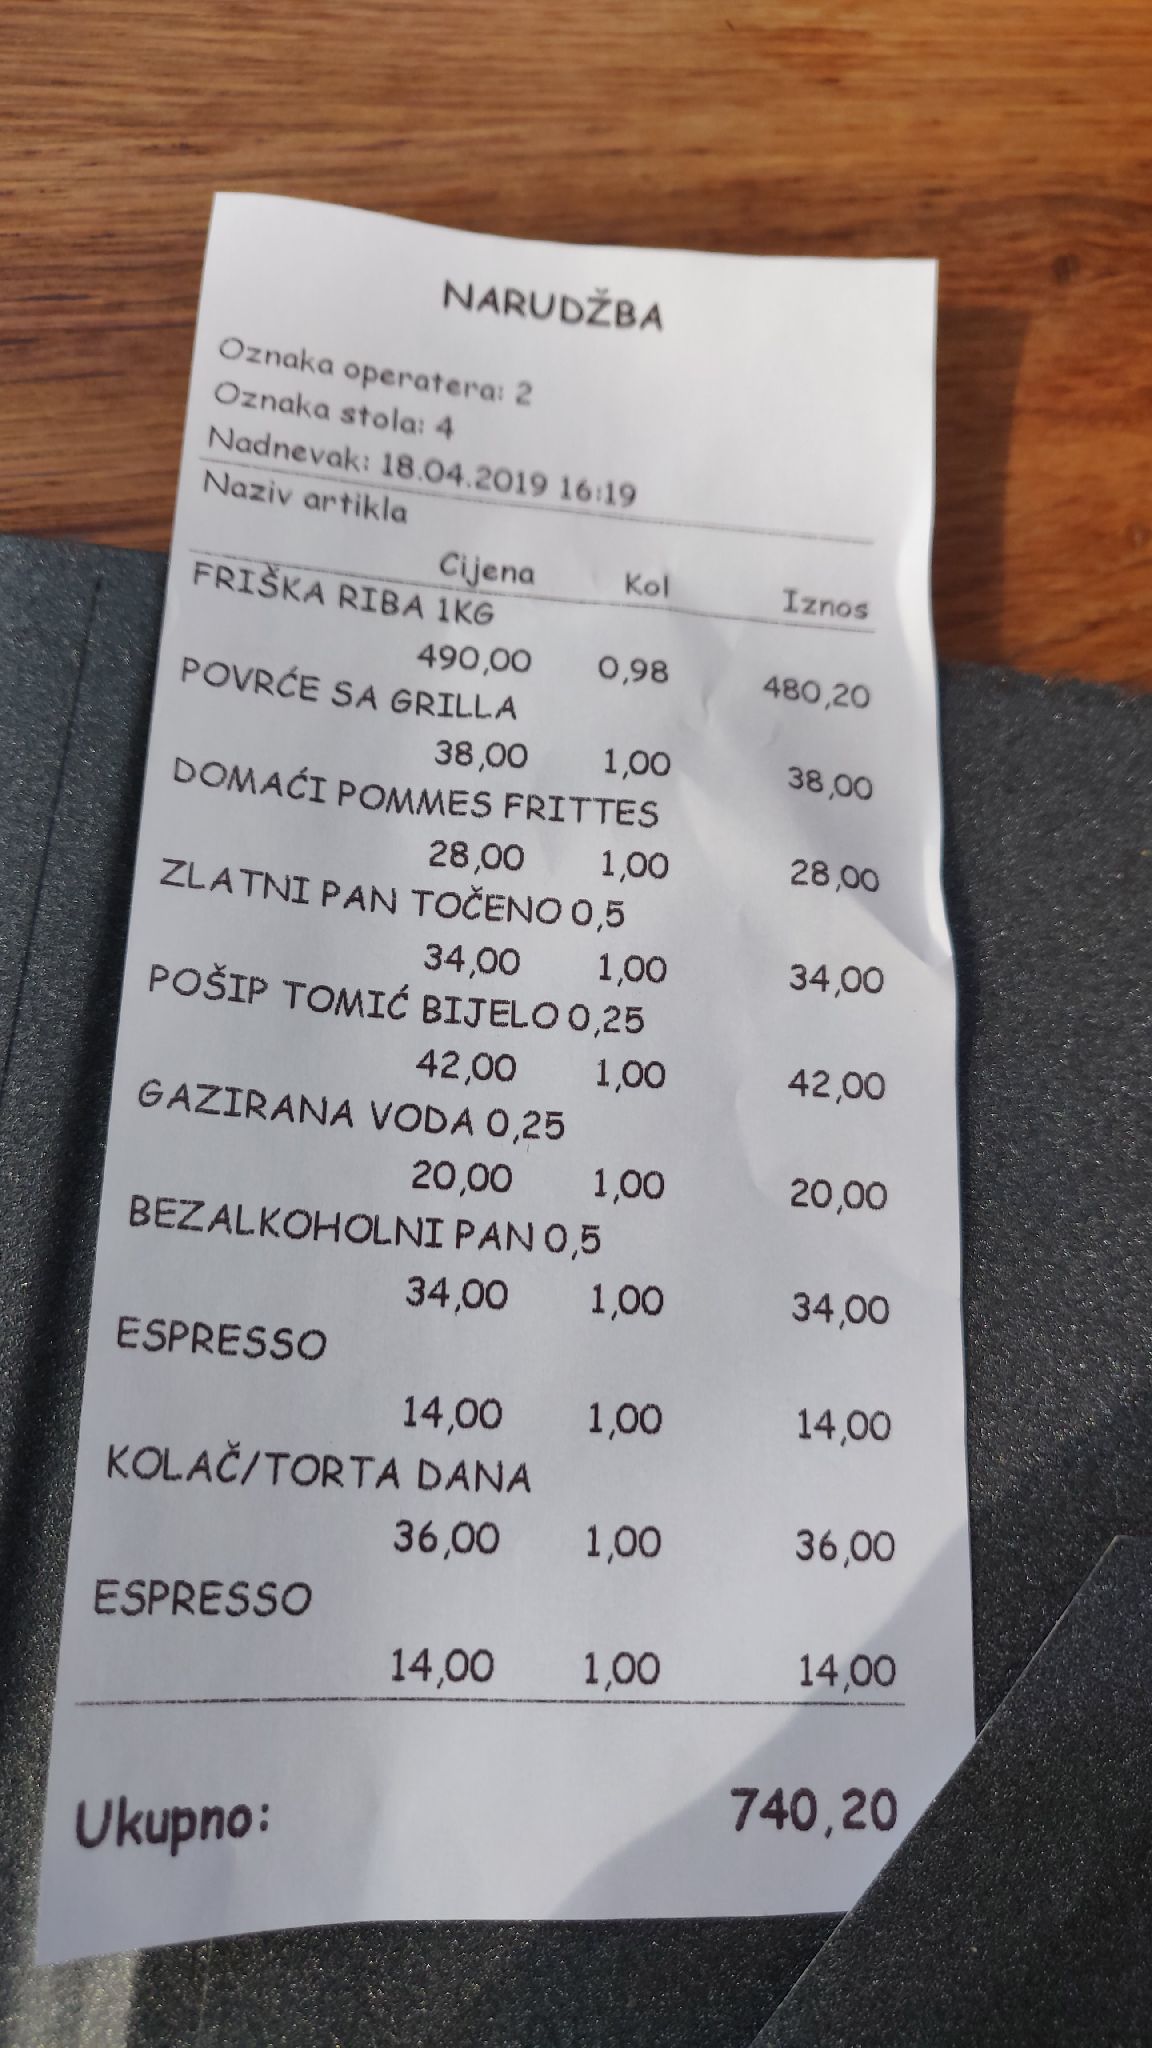 NARUDŽBA
Oznaka operatera: 2
Oznaka stola: 4
Nadnevak: 18.04.2019 16:19
Naziv artikla
Cijena Kol Iznos
FRIŠKA RIBA 1KG
490,00 0,98 480,20
POVRĆE SA GRILLA
38,00 1,00 38,00
DOMAĆI POMMES FRITTES
28,00 1,00 28,00
ZLATNI PAN TOČENO 0,5
34,00 1,00 34,00
POŠIP TOMIĆ BIJELO 0,25
42,00 1,00 42,00
GAZIRANA VODA 0,25
20,00 1,00 20,00
BEZALKOHOLNI PAN 0,5
34,00 1,00 34,00
ESPRESSO
14,00 1,00 14,00
KOLAČ/TORTA DANA
36,00 1,00 36,00
ESPRESSO
14,00 1,00 14,00
Ukupno: 740,20